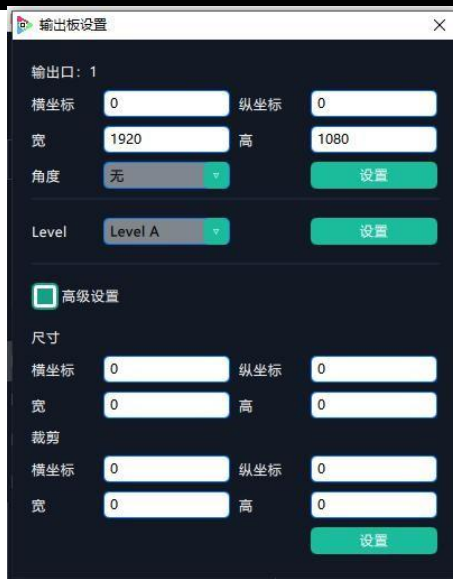 输出板设置
输出口：1
横坐标 0 纵坐标 0
宽 1920 高 1080
角度 无 设置
Level Level A 设置
高级设置
尺寸
横坐标 0 纵坐标 0
宽 0 高 0
裁剪
横坐标 0 纵坐标 0
宽 0 高 0
设置